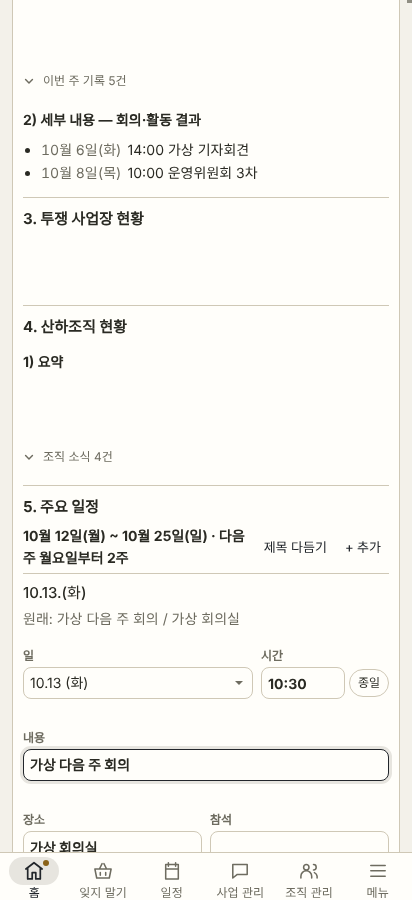 이번 주 기록 5건
2) 세부 내용 — 회의·활동 결과
10월 6일(화) 14:00 가상 기자회견
10월 8일(목) 10:00 운영위원회 3차
3. 투쟁 사업장 현황
4. 산하조직 현황
1) 요약
조직 소식 4건
5. 주요 일정
10월 12일(월) ~ 10월 25일(일) · 다음
주 월요일부터 2주
제목 다듬기 + 추가
10.13.(화)
원래: 가상 다음 주 회의 / 가상 회의실
일 시간
10.13 (화) 10:30 종일
내용
가상 다음 주 회의
장소 참석
가상 회의실
홈 잊지 말기 일정 사업 관리 조직 관리 메뉴